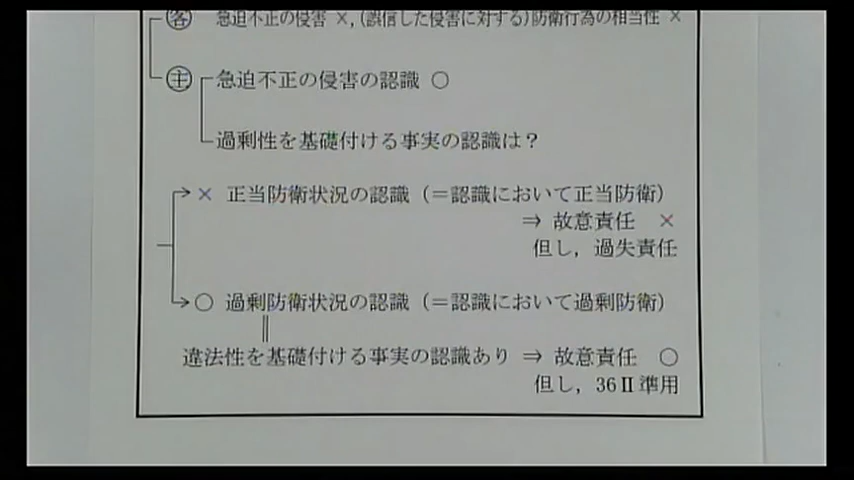 客 急迫不正の侵害 ×，(誤信した侵害に対する)防衛行為の相当性 ×
主 急迫不正の侵害の認識 ○
過剰性を基礎付ける事実の認識は？
× 正当防衛状況の認識（＝認識において正当防衛）
⇒ 故意責任 ×
但し，過失責任
○ 過剰防衛状況の認識（＝認識において過剰防衛）
∥
違法性を基礎付ける事実の認識あり ⇒ 故意責任 ○
但し，36Ⅱ準用